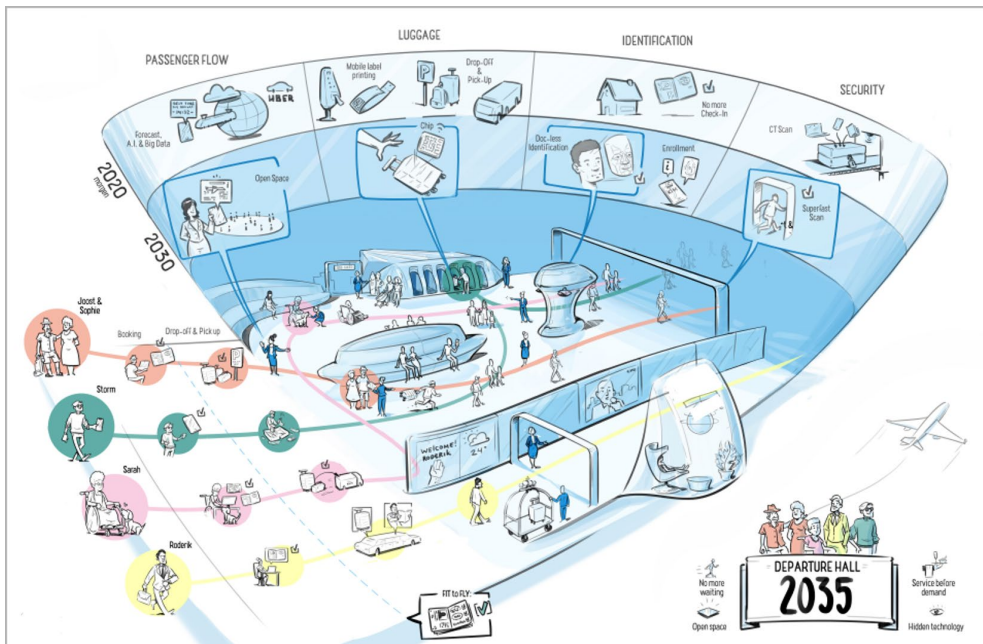 PASSENGER FLOW
LUGGAGE
IDENTIFICATION
SECURITY
UBER
Forecast,
A.I. & Big Data
Mobile label
printing
Drop-Off
&
Pick-Up
No more
Check-In
CT Scan
2020
morgen
Open Space
Chip
Doc-less
Identification
Enrollment
Superfast
Scan
2030
Joost &
Sophie
Booking
Drop-off & Pick up
Storm
Sarah
Roderik
WELCOME!
RODERIK
24°
FIT to FLY:
No more
waiting
Open space
DEPARTURE HALL
2035
Service before
demand
Hidden technology